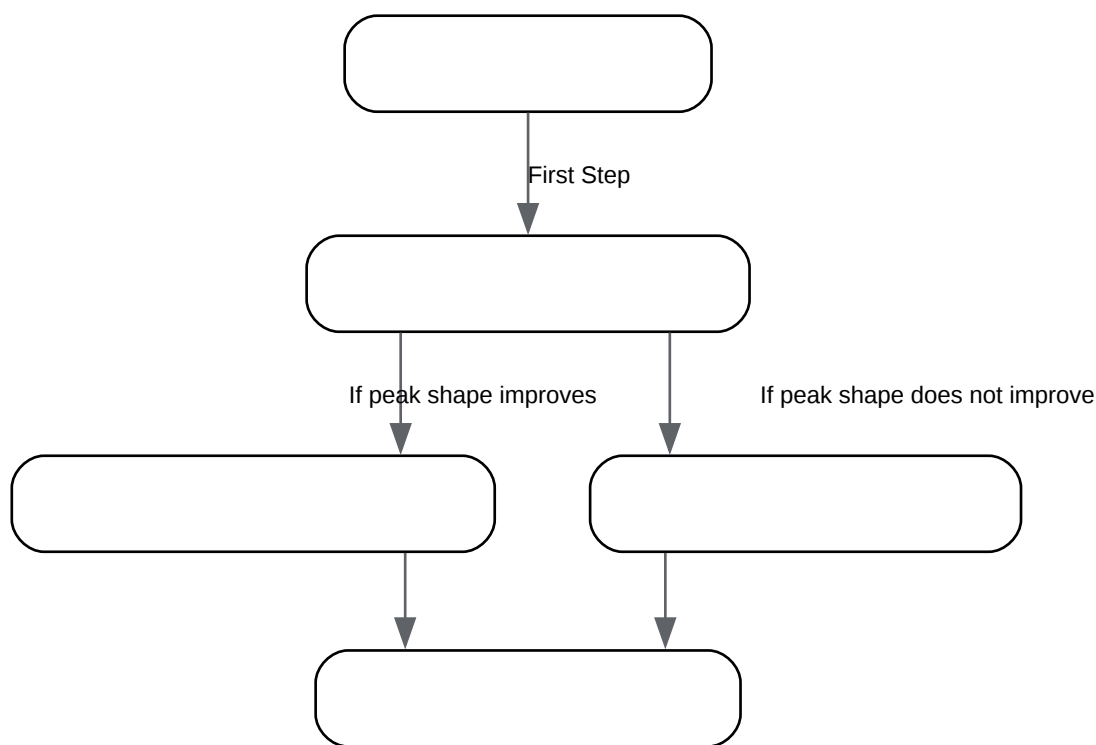 First Step
If peak shape improves
If peak shape does not improve